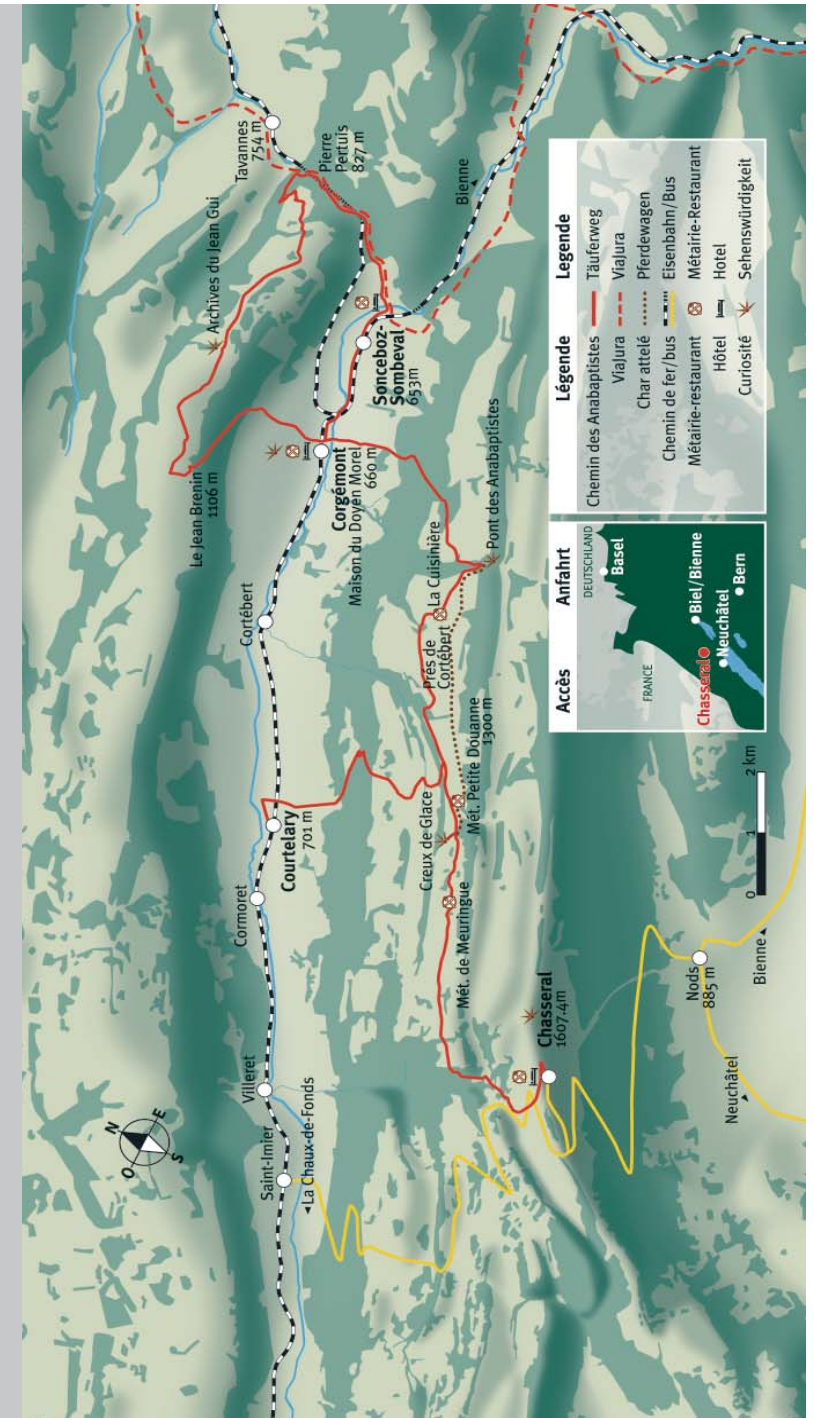 N
O
E
S
Saint-Imier
◄La Chaux-de-Fonds
Villeret
Cormoret
Courtelary
701 m
Cortébert
Le Jean Brenin
1106 m
Archives du Jean Gui
Tavannes
754 m
Pierre
Pertuis
827 m
Corgémont
Maison du Doyen Morel
660 m
Sonceboz-
Sombeval
653m
Bienne
Creux de Glace
Mét. de Meuringue
Mét. Petite Douanne
1300 m
Prés de
Cortébert
La Cuisinière
Pont des Anabaptistes
Chasseral
1607.4m
Nods
885 m
Neuchâtel
Bienne
0 1 2 km
Accès Anfahrt
DEUTSCHLAND
Basel
FRANCE
Biel/Bienne
Chasseral
Neuchâtel
Bern
Légende Legende
Chemin des Anabaptistes Täuferweg
Viajura Viajura
Char attelé Pferdewagen
Chemin de fer/bus Eisenbahn/Bus
Métairie-restaurant Métairie-Restaurant
Hôtel Hotel
Curiosité Sehenswürdigkeit